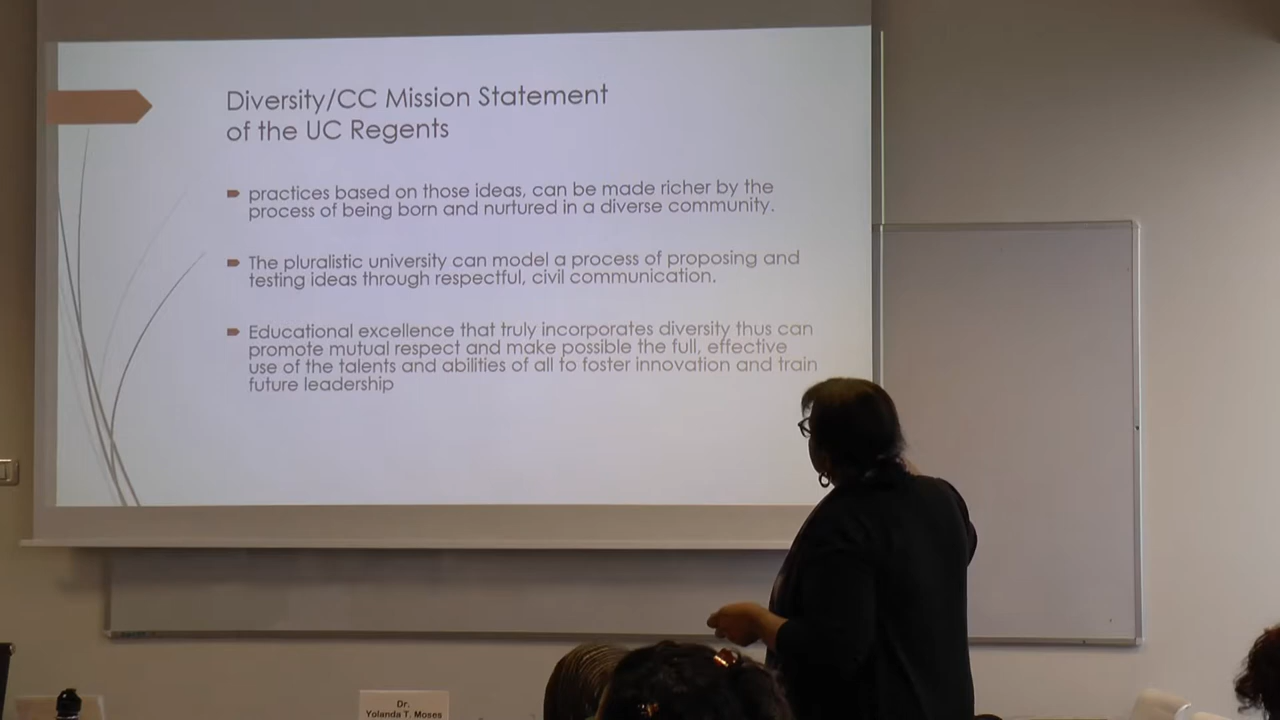 Diversity/CC Mission Statement
of the UC Regents
practices based on those ideas, can be made richer by the
process of being born and nurtured in a diverse community.
The pluralistic university can model a process of proposing and
testing ideas through respectful, civil communication.
Educational excellence that truly incorporates diversity thus can
promote mutual respect and make possible the full, effective
use of the talents and abilities of all to foster innovation and train
future leadership
Dr.
Yolanda T. Moses